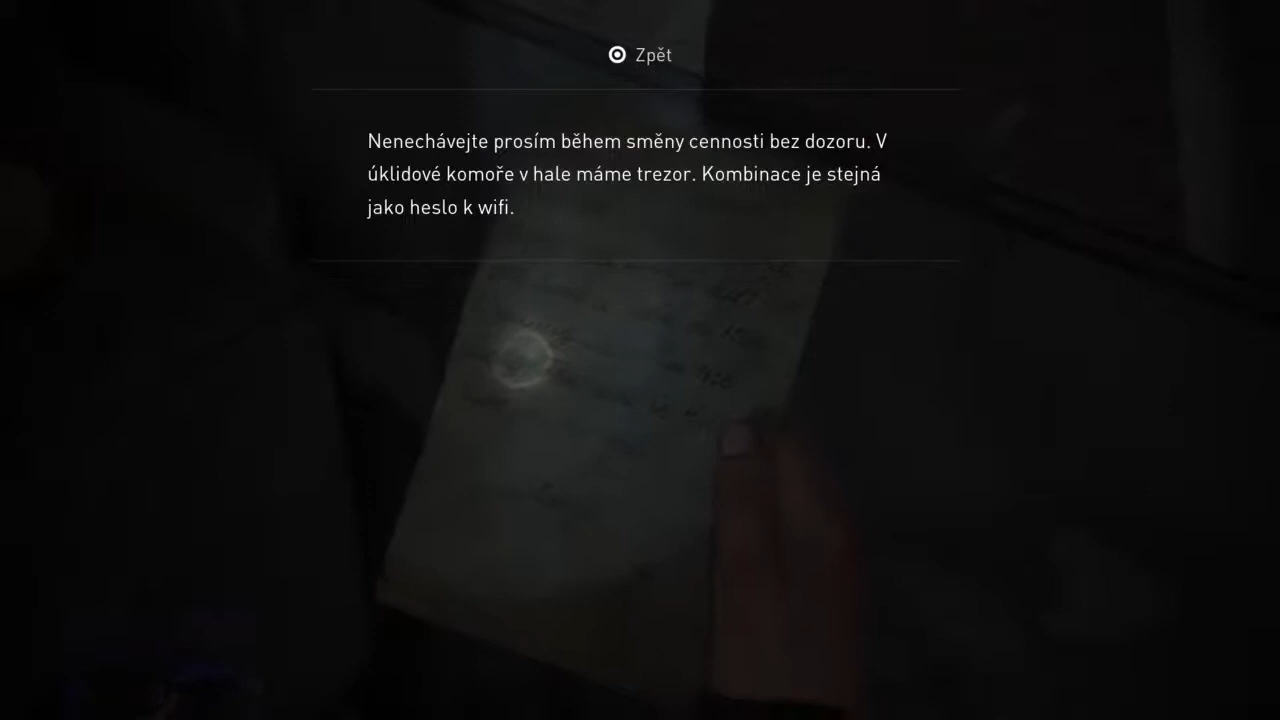 Zpět
Nenechávejte prosím během směny cennosti bez dozoru. V
úklidové komoře v hale máme trezor. Kombinace je stejná
jako heslo k wifi.